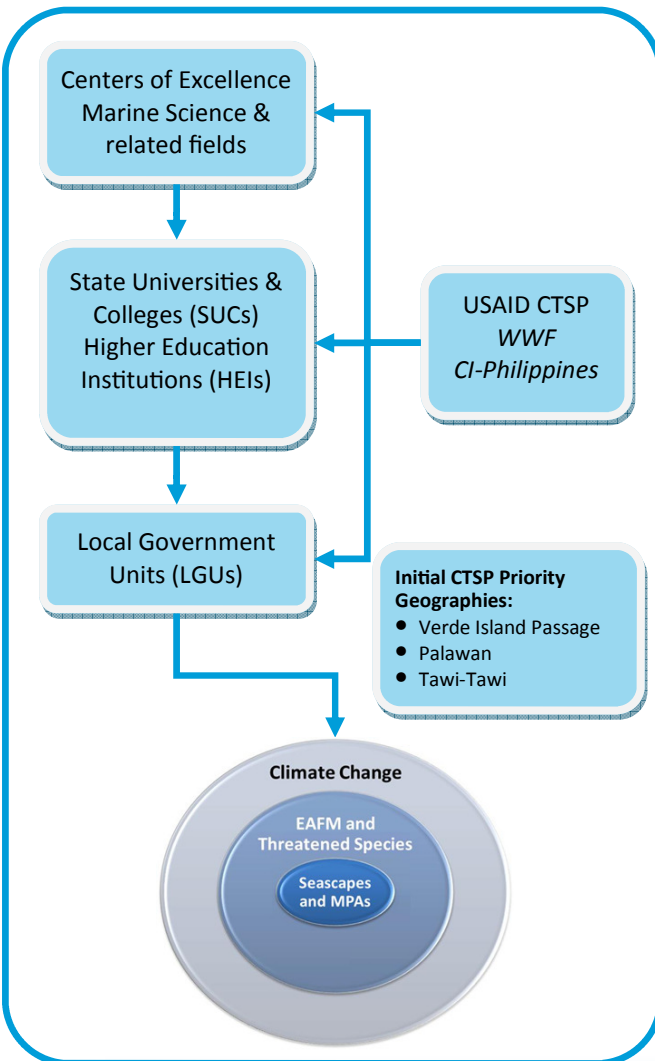 Centers of Excellence
Marine Science &
related fields
State Universities &
Colleges (SUCs)
Higher Education
Institutions (HEIs)
USAID CTSP
WWF
CI-Philippines
Local Government
Units (LGUs)
Initial CTSP Priority
Geographies:
• Verde Island Passage
• Palawan
• Tawi-Tawi
Climate Change
EAFM and
Threatened Species
Seascapes
and MPAs